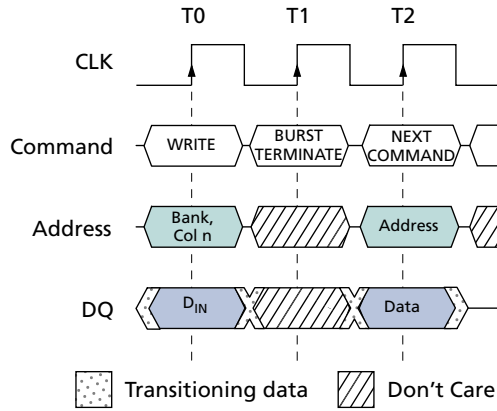 T0 T1 T2
CLK
Command WRITE BURST TERMINATE NEXT COMMAND
Address Bank, Col n Address
DQ DIN Data
Transitioning data Don't Care